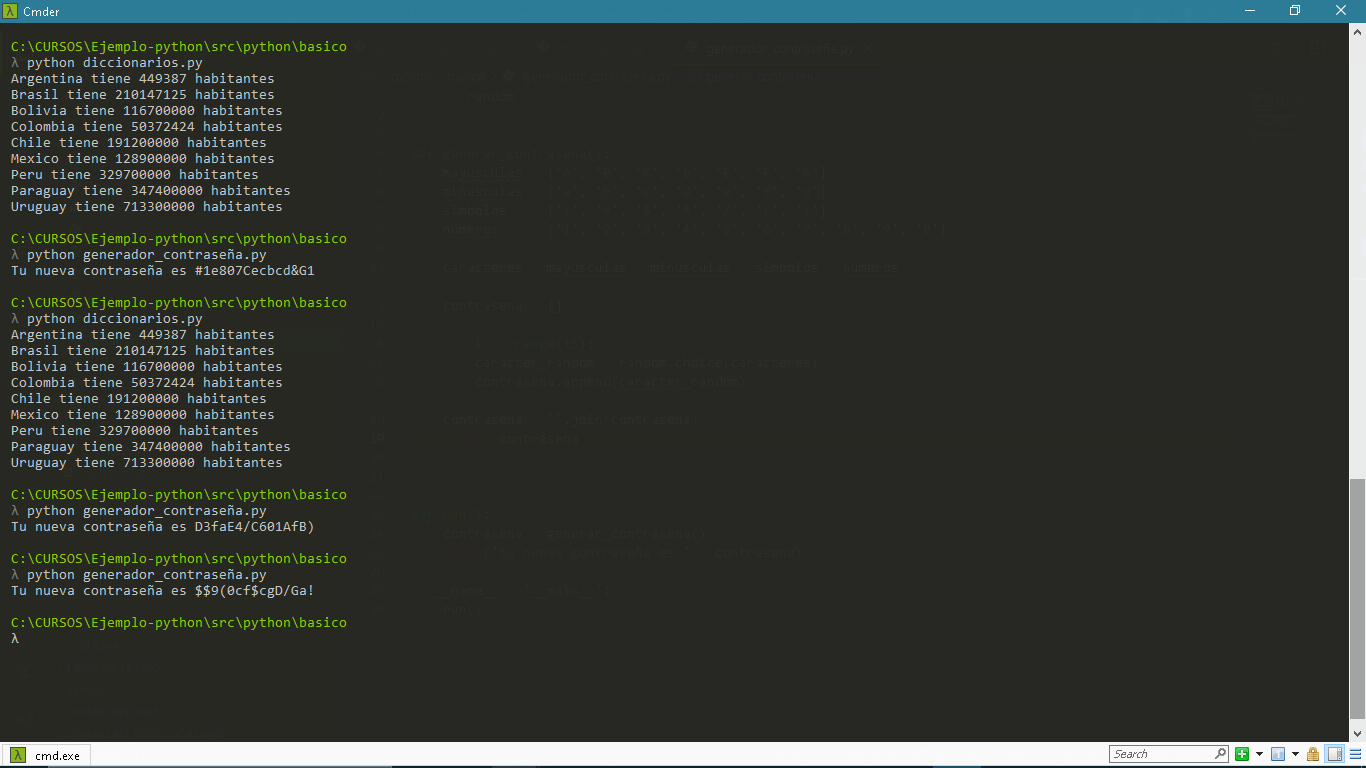 Cmder
C:\CURSOS\Ejemplo-python\src\python\basico
λ python diccionarios.py
Argentina tiene 449387 habitantes
Brasil tiene 210147125 habitantes
Bolivia tiene 116700000 habitantes
Colombia tiene 50372424 habitantes
Chile tiene 191200000 habitantes
Mexico tiene 128900000 habitantes
Peru tiene 329700000 habitantes
Paraguay tiene 347400000 habitantes
Uruguay tiene 713300000 habitantes
C:\CURSOS\Ejemplo-python\src\python\basico
λ python generador_contraseña.py
Tu nueva contraseña es #1e807Cecbcd&G1
C:\CURSOS\Ejemplo-python\src\python\basico
λ python diccionarios.py
Argentina tiene 449387 habitantes
Brasil tiene 210147125 habitantes
Bolivia tiene 116700000 habitantes
Colombia tiene 50372424 habitantes
Chile tiene 191200000 habitantes
Mexico tiene 128900000 habitantes
Peru tiene 329700000 habitantes
Paraguay tiene 347400000 habitantes
Uruguay tiene 713300000 habitantes
C:\CURSOS\Ejemplo-python\src\python\basico
λ python generador_contraseña.py
Tu nueva contraseña es D3faE4/C601AfB)
C:\CURSOS\Ejemplo-python\src\python\basico
λ python generador_contraseña.py
Tu nueva contraseña es $$9(0cf$cgD/Ga!
C:\CURSOS\Ejemplo-python\src\python\basico
λ
cmd.exe
Search